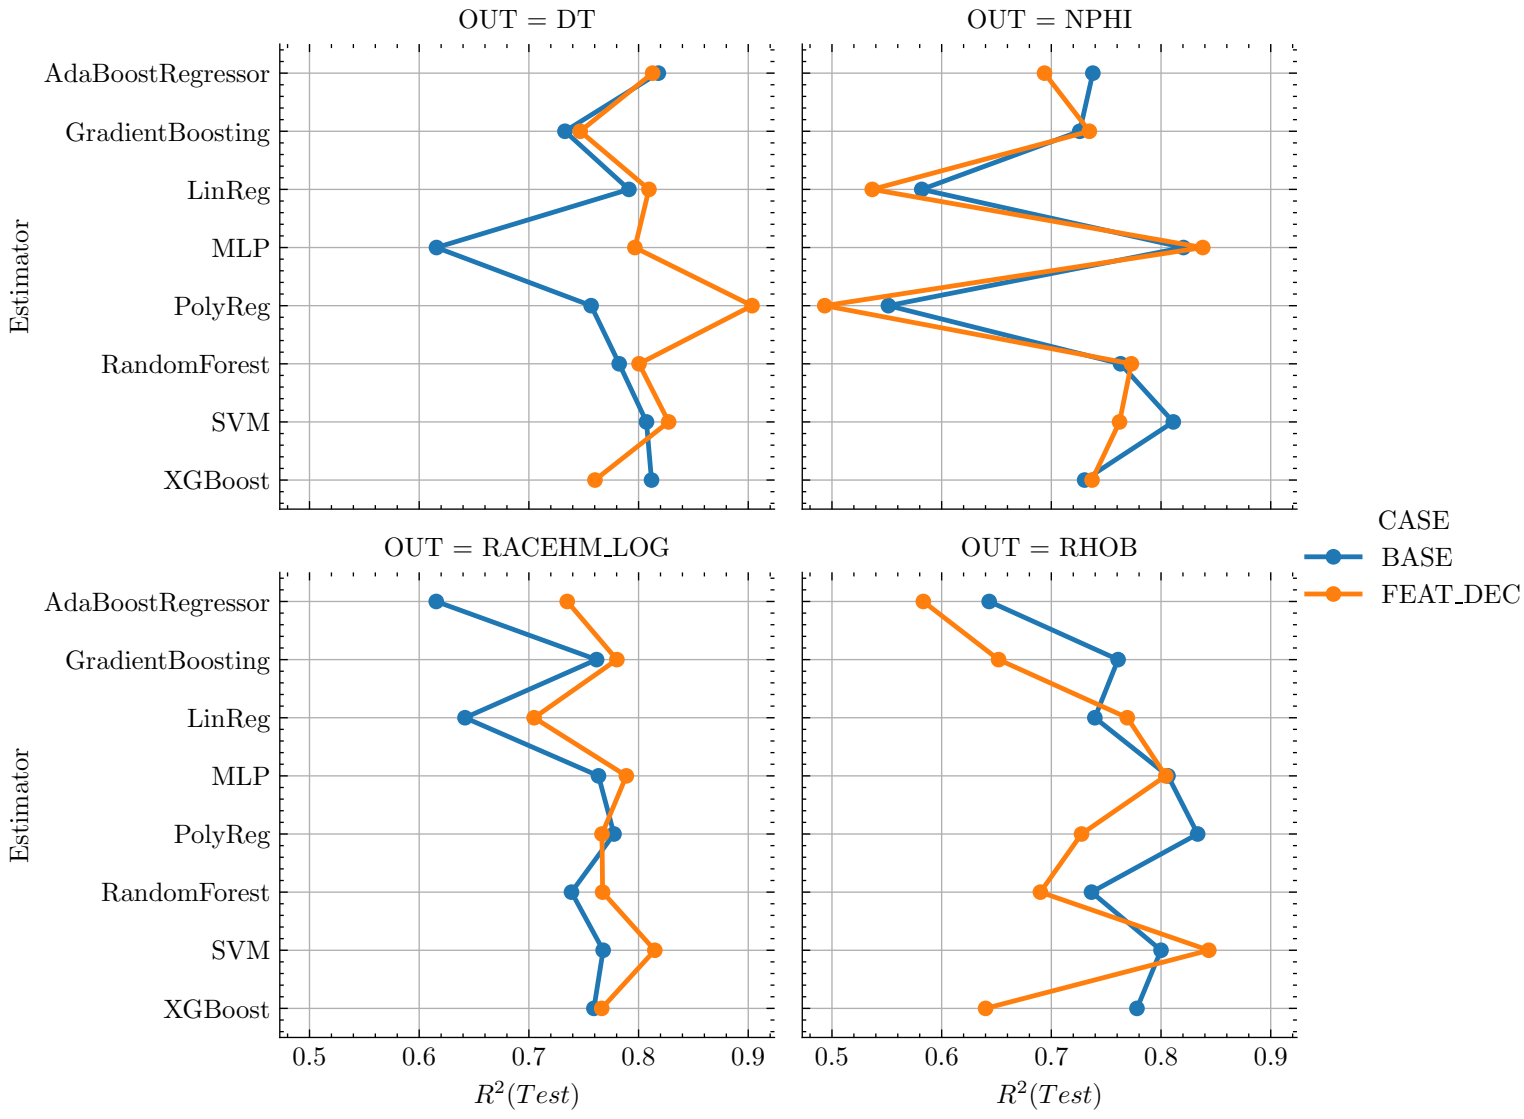 OUT = DT
OUT = NPHI
AdaBoostRegressor
GradientBoosting
LinReg
MLP
PolyReg
RandomForest
SVM
XGBoost
Estimator
OUT = RACEHM_LOG
OUT = RHOB
AdaBoostRegressor
GradientBoosting
LinReg
MLP
PolyReg
RandomForest
SVM
XGBoost
Estimator
0.5 0.6 0.7 0.8 0.9
0.5 0.6 0.7 0.8 0.9
R²(Test)
R²(Test)
CASE
BASE
FEAT_DEC